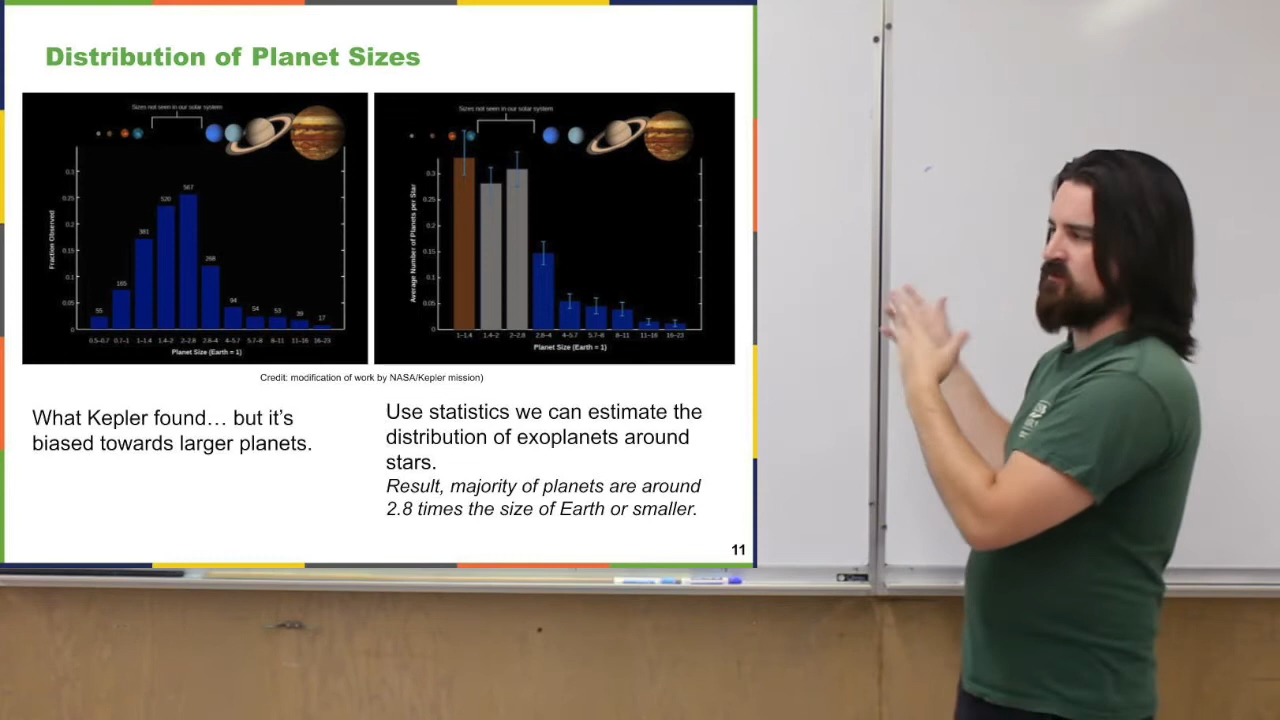 Distribution of Planet Sizes
Sizes not seen in our solar system
Fraction Observed
0.3
0.25
0.2
0.15
0.1
0.05
0
55
165
381
520
567
268
94
54
53
39
17
0.5–0.7 0.7–1 1–1.4 1.4–2 2–2.8 2.8–4 4–5.7 5.7–8 8–11 11–16 16–23
Planet Size (Earth = 1)
Sizes not seen in our solar system
Average Number of Planets per Star
0.3
0.25
0.2
0.15
0.1
0.05
0
1–1.4 1.4–2 2–2.8 2.8–4 4–5.7 5.7–8 8–11 11–16 16–23
Planet Size (Earth = 1)
Credit: modification of work by NASA/Kepler mission)
What Kepler found… but it’s
biased towards larger planets.
Use statistics we can estimate the
distribution of exoplanets around
stars.
Result, majority of planets are around
2.8 times the size of Earth or smaller.
11